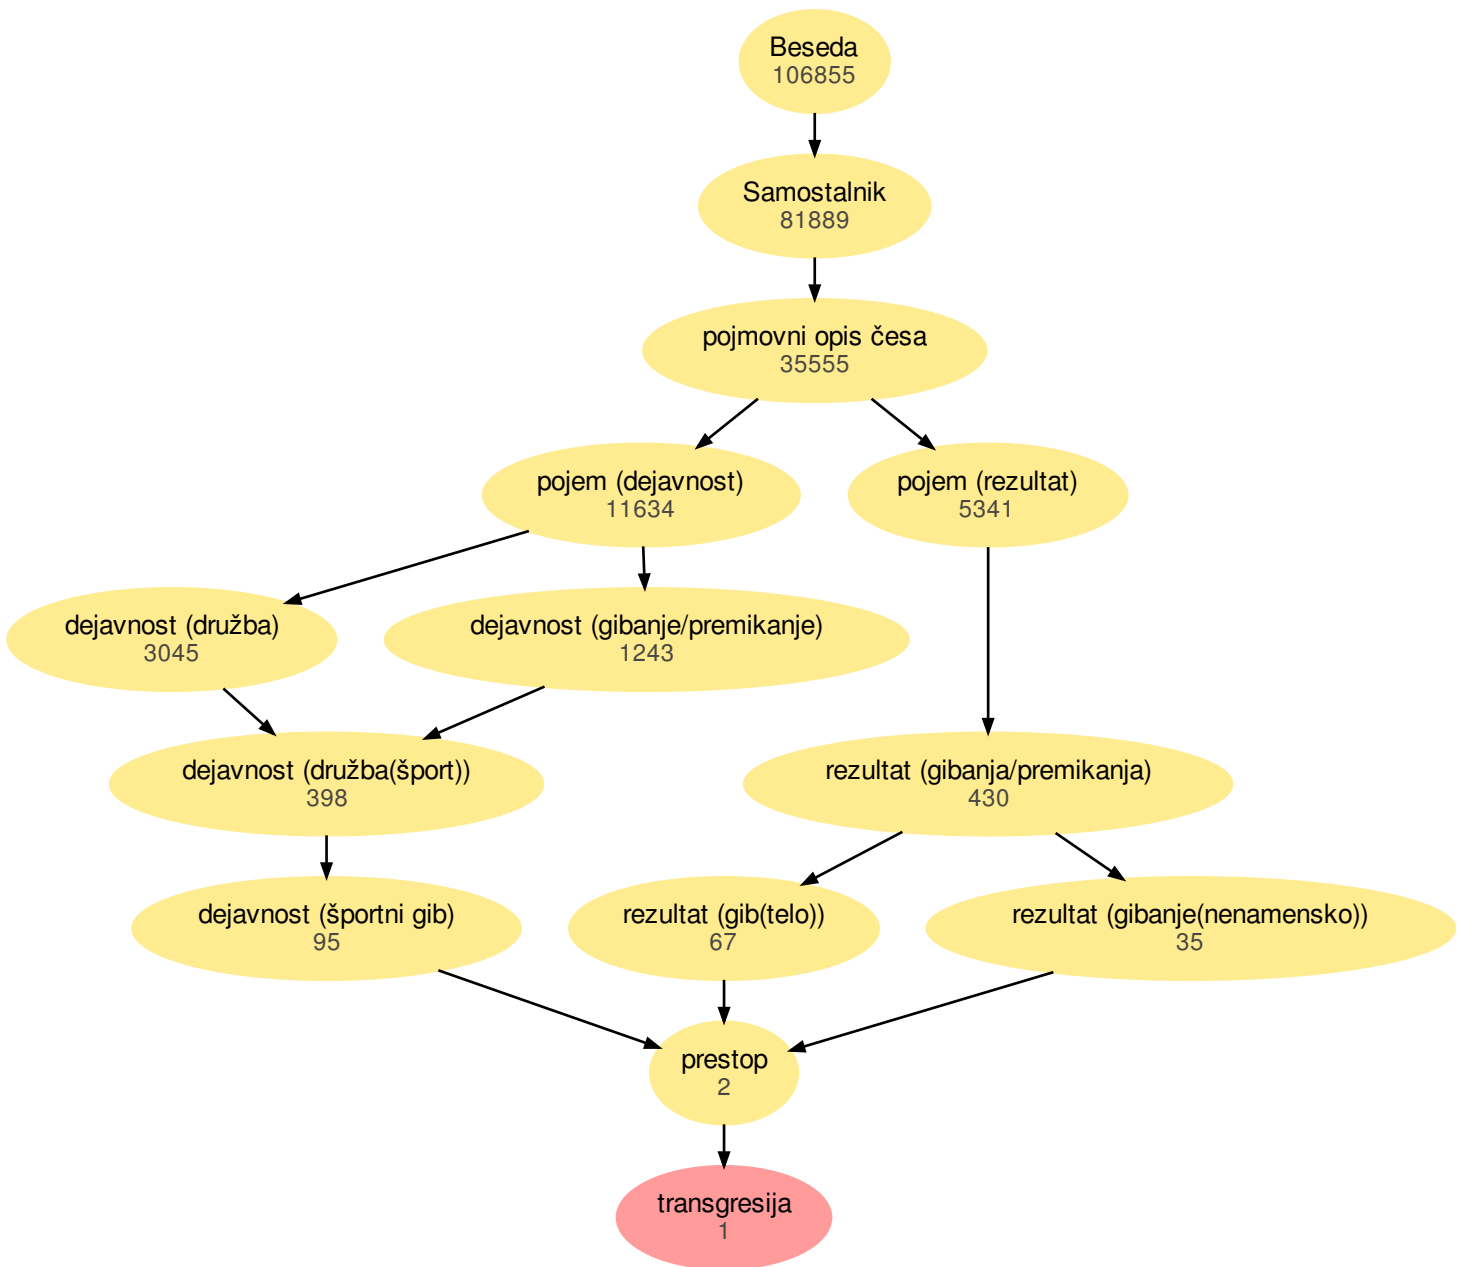 Beseda
106855
Samostalnik
81889
pojmovni opis česa
35555
pojem (dejavnost)
11634
pojem (rezultat)
5341
dejavnost (družba)
3045
dejavnost (gibanje/premikanje)
1243
dejavnost (družba(šport))
398
rezultat (gibanja/premikanja)
430
dejavnost (športni gib)
95
rezultat (gib(telo))
67
rezultat (gibanje(nenamensko))
35
prestop
2
transgresija
1